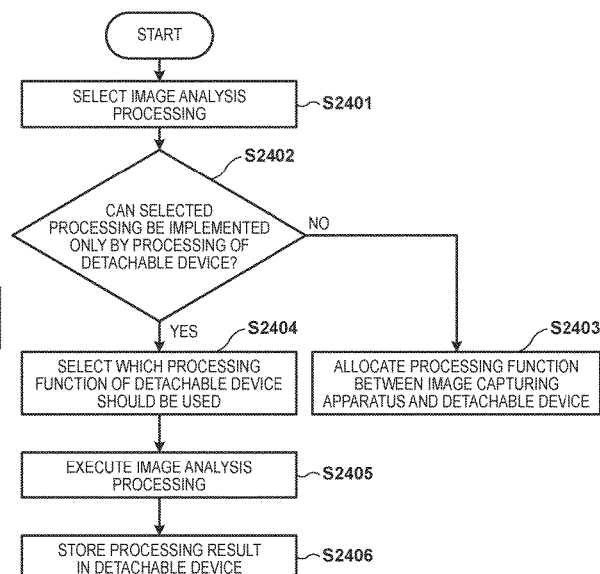 START
SELECT IMAGE ANALYSIS
PROCESSING
S2401
S2402
CAN SELECTED
PROCESSING BE IMPLEMENTED
ONLY BY PROCESSING OF
DETACHABLE DEVICE?
NO
YES
S2404
S2403
SELECT WHICH PROCESSING
FUNCTION OF DETACHABLE DEVICE
SHOULD BE USED
ALLOCATE PROCESSING FUNCTION
BETWEEN IMAGE CAPTURING
APPARATUS AND DETACHABLE DEVICE
EXECUTE IMAGE ANALYSIS
PROCESSING
S2405
STORE PROCESSING RESULT
IN DETACHABLE DEVICE
S2406